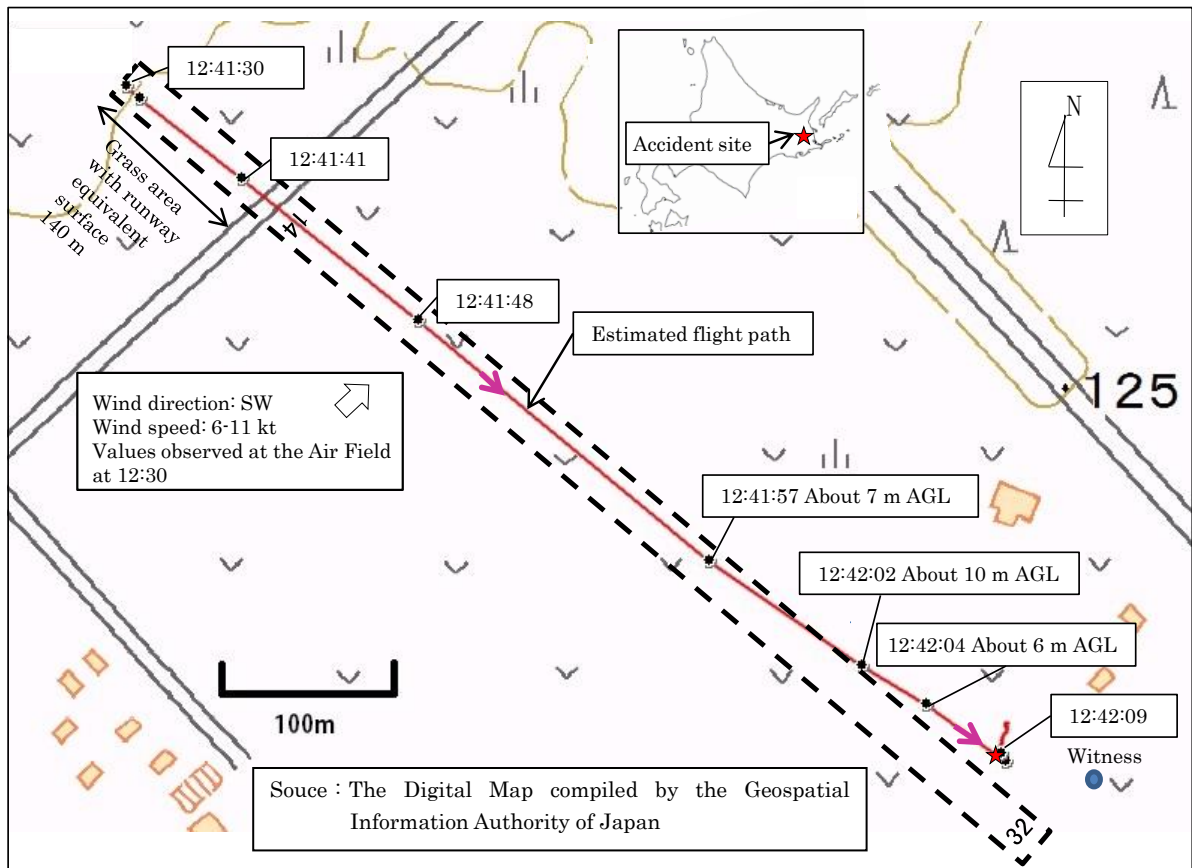 12:41:30
N
Accident site
12:41:41
Grass area
with runway
equivalent
surface
140 m
14
12:41:48
Estimated flight path
125
Wind direction: SW
Wind speed: 6-11 kt
Values observed at the Air Field
at 12:30
12:41:57 About 7 m AGL
12:42:02 About 10 m AGL
12:42:04 About 6 m AGL
100m
12:42:09
Witness
Souce : The Digital Map compiled by the Geospatial
Information Authority of Japan
32